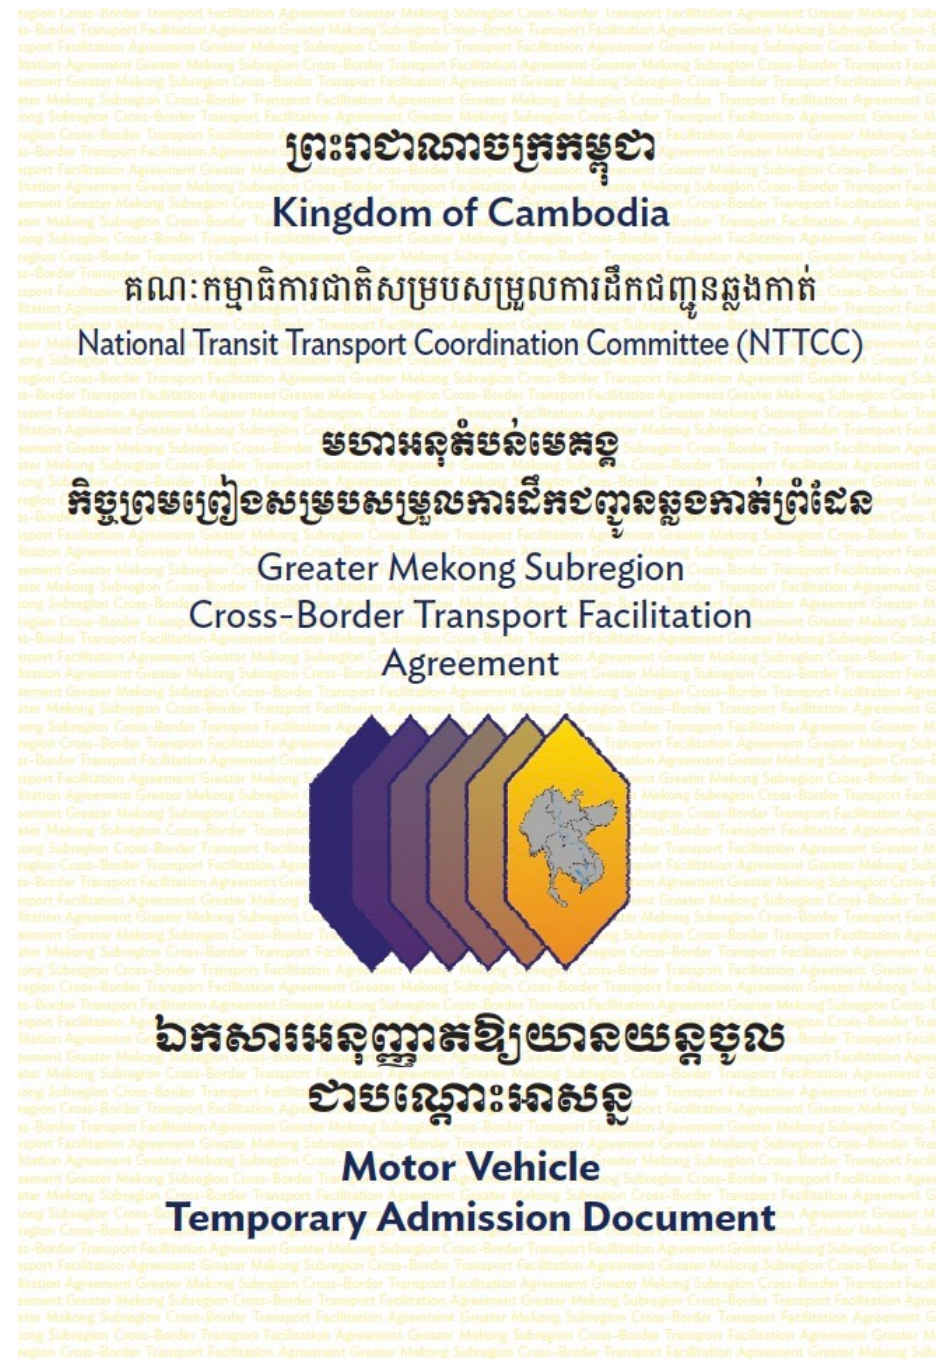 ព្រះរាជាណាចក្រកម្ពុជា
Kingdom of Cambodia
គណៈកម្មាធិការជាតិសម្របសម្រួលការដឹកជញ្ជូនឆ្លងកាត់
National Transit Transport Coordination Committee (NTTCC)
មហាអនុតំបន់មេគង្គ
កិច្ចព្រមព្រៀងសម្របសម្រួលការដឹកជញ្ជូនឆ្លងកាត់ព្រំដែន
Greater Mekong Subregion
Cross-Border Transport Facilitation
Agreement
ឯកសារអនុញ្ញាតឱ្យយានយន្តចូល
ជាបណ្តោះអាសន្ន
Motor Vehicle
Temporary Admission Document